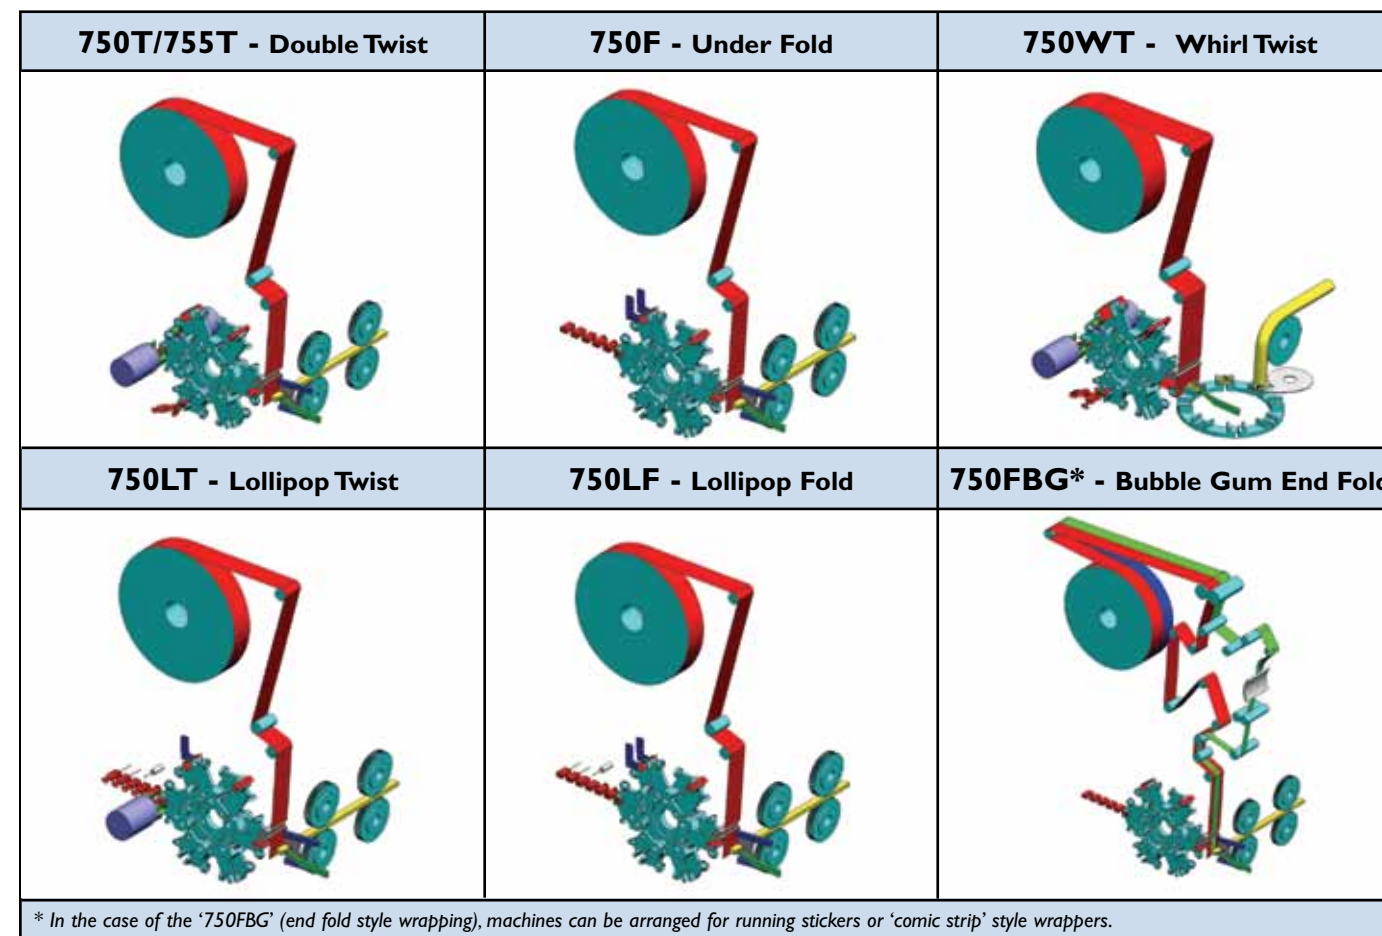 750T/755T - Double Twist
750F - Under Fold
750WT - Whirl Twist
750LT - Lollipop Twist
750LF - Lollipop Fold
750FBG* - Bubble Gum End Fold
* In the case of the ‘750FBG’ (end fold style wrapping), machines can be arranged for running stickers or ‘comic strip’ style wrappers.